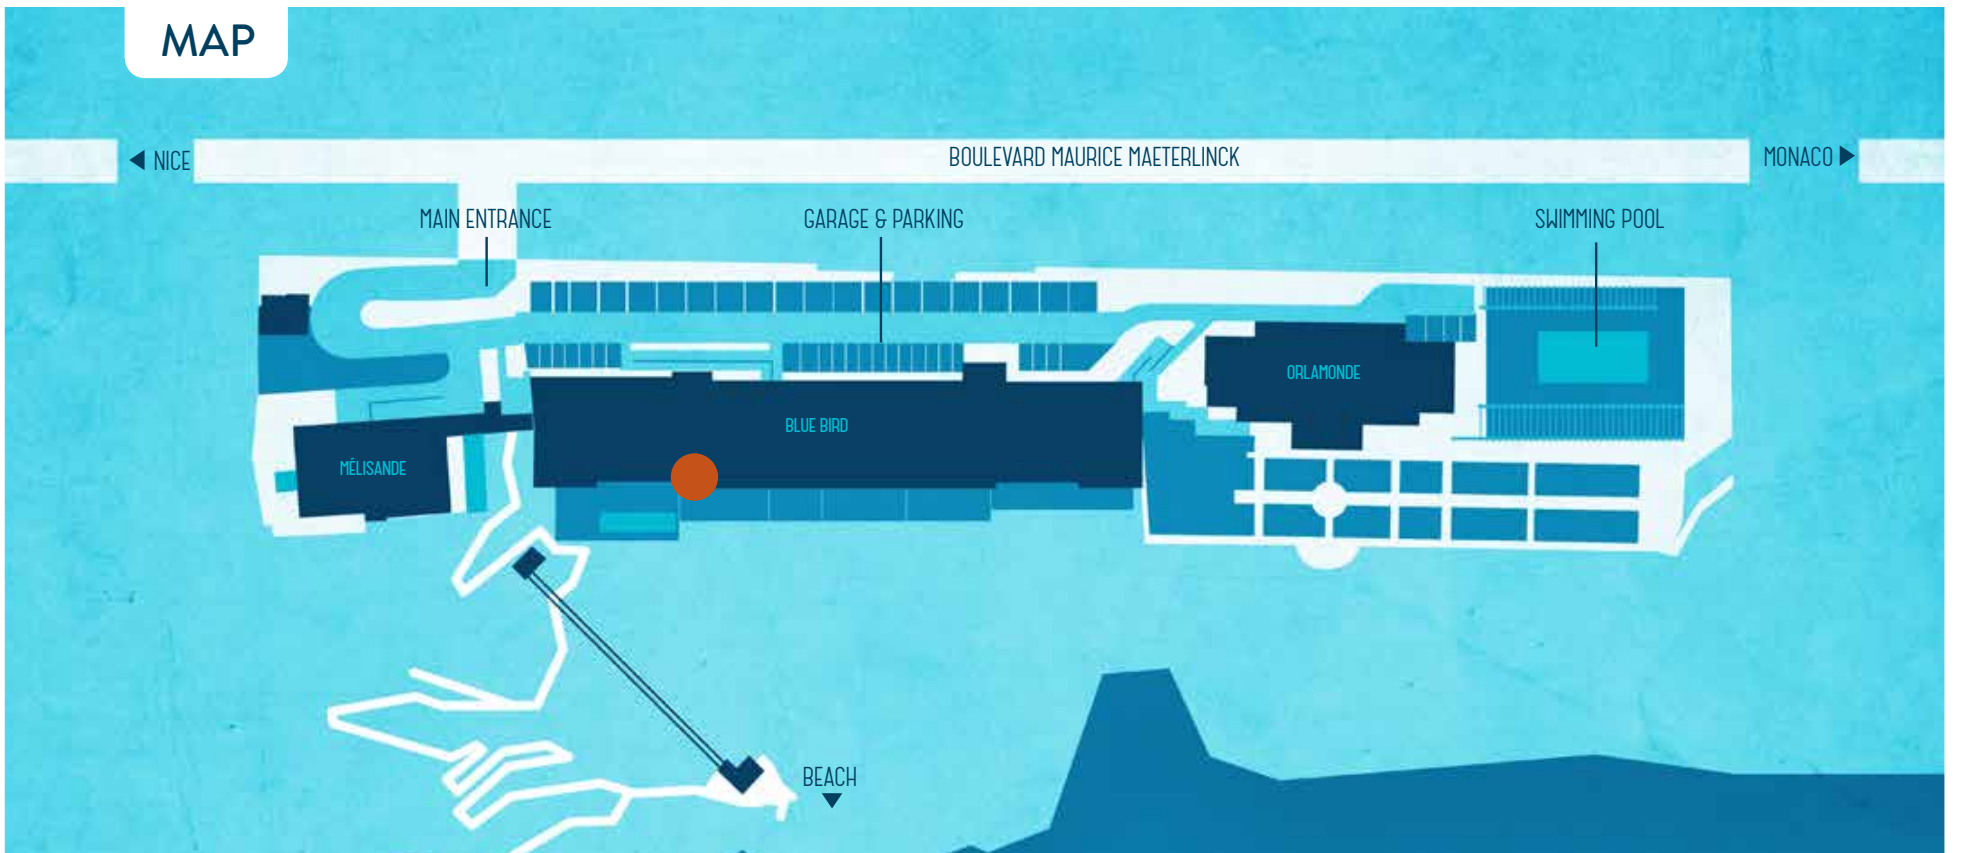 MAP
NICE
BOULEVARD MAURICE MAETERLINCK
MONACO
MAIN ENTRANCE
GARAGE & PARKING
SWIMMING POOL
ORLAMONDE
BLUE BIRD
MÉLISANDE
BEACH